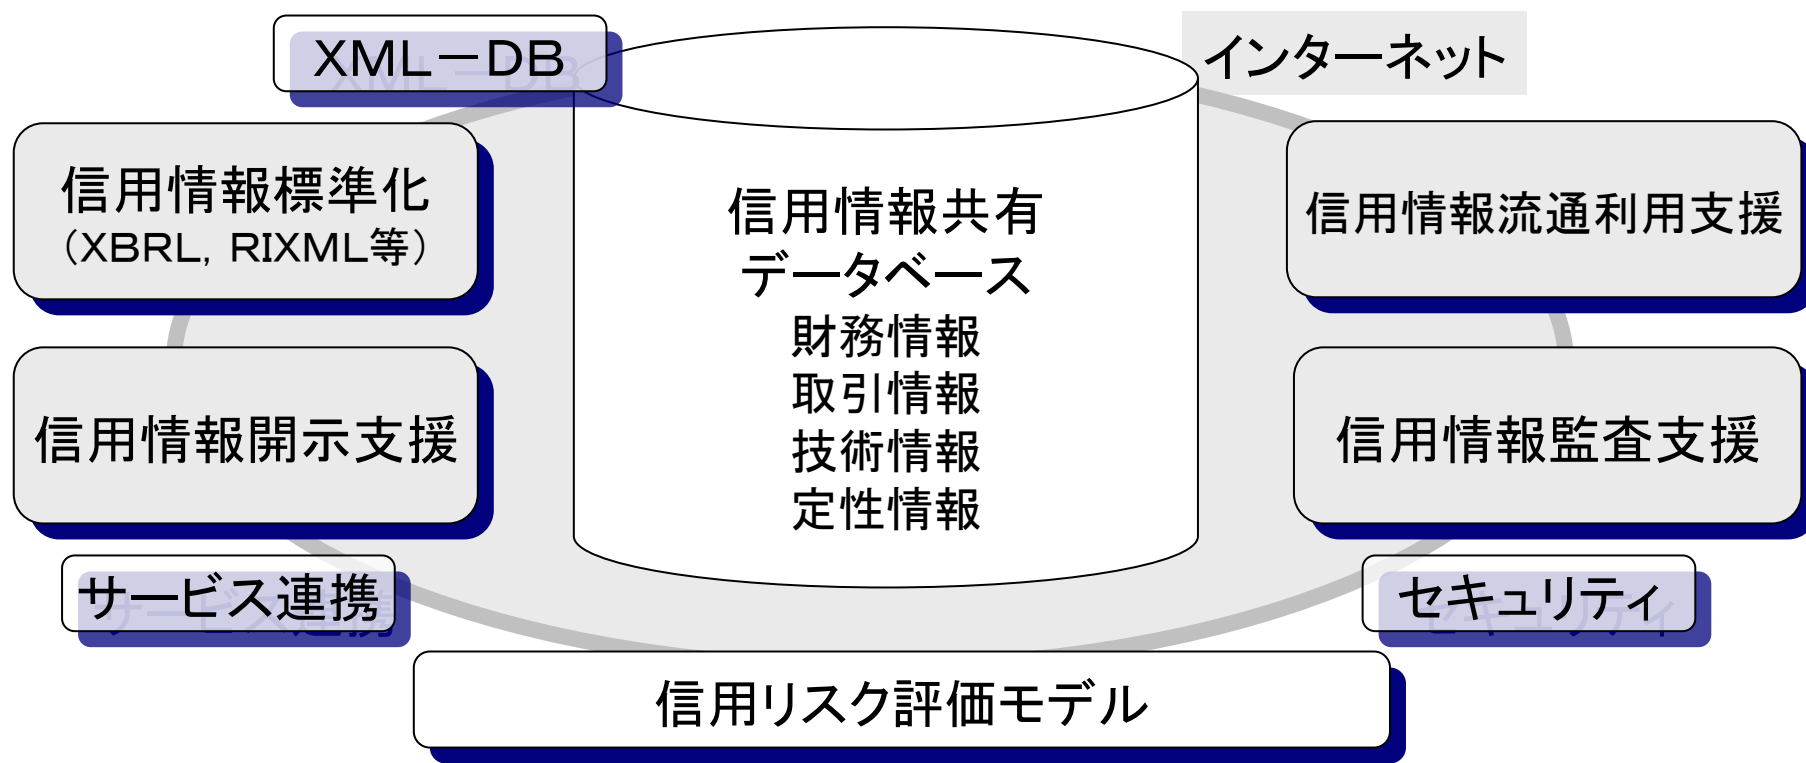 XML-DB
インターネット
信用情報標準化
（XBRL，RIXML等）
信用情報共有
データベース
財務情報
取引情報
技術情報
定性情報
信用情報流通利用支援
信用情報開示支援
信用情報監査支援
サービス連携
セキュリティ
信用リスク評価モデル